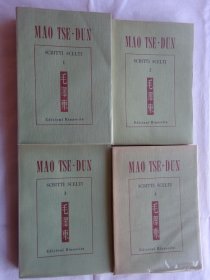 MAO TSE-DUN
SCRITTI SCELTI
1
毛澤東
Edizioni Rinascita
MAO TSE-DUN
SCRITTI SCELTI
2
毛澤東
Edizioni Rinascita
MAO TSE-DUN
SCRITTI SCELTI
3
毛澤東
Edizioni Rinascita
MAO TSE-DUN
SCRITTI SCELTI
4
毛澤東
Edizioni Rinascita